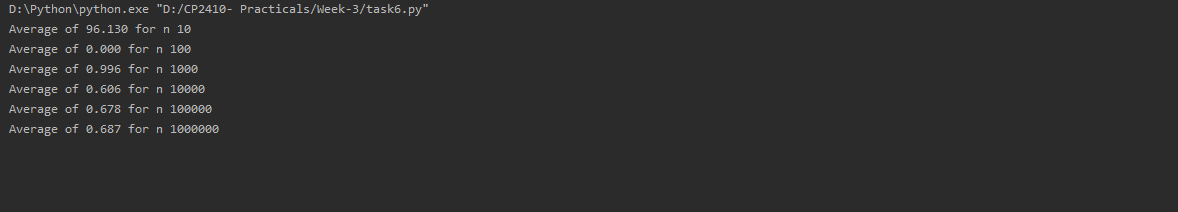 D:\Python\python.exe "D:/CP2410- Practicals/Week-3/task6.py"
Average of 96.130 for n 10
Average of 0.000 for n 100
Average of 0.996 for n 1000
Average of 0.606 for n 10000
Average of 0.678 for n 100000
Average of 0.687 for n 1000000